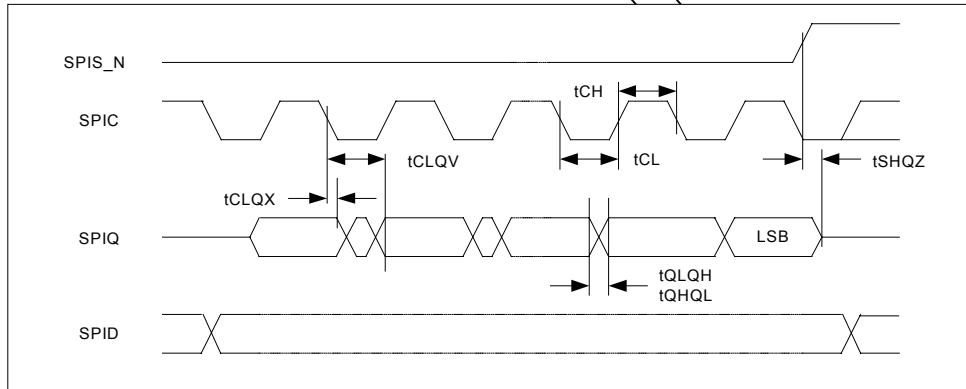 SPIS_N
tCH
SPIC
tCLQV
tCL
tSHQZ
tCLQX
SPIQ
LSB
tQLQH
tQHQL
SPID